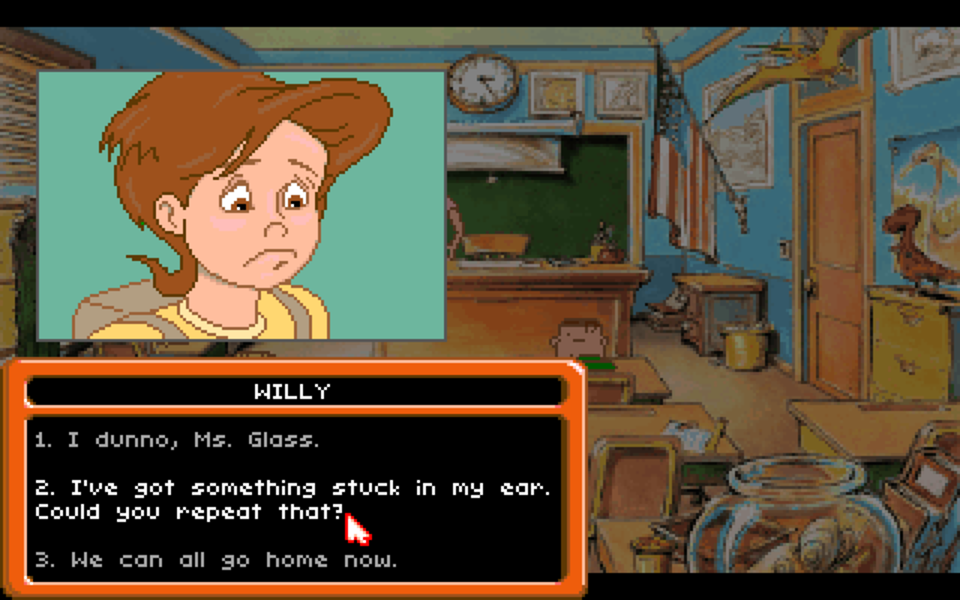 WILLY
1. I dunno, Ms. Glass.
2. I've got something stuck in my ear.
Could you repeat that?
3. We can all go home now.